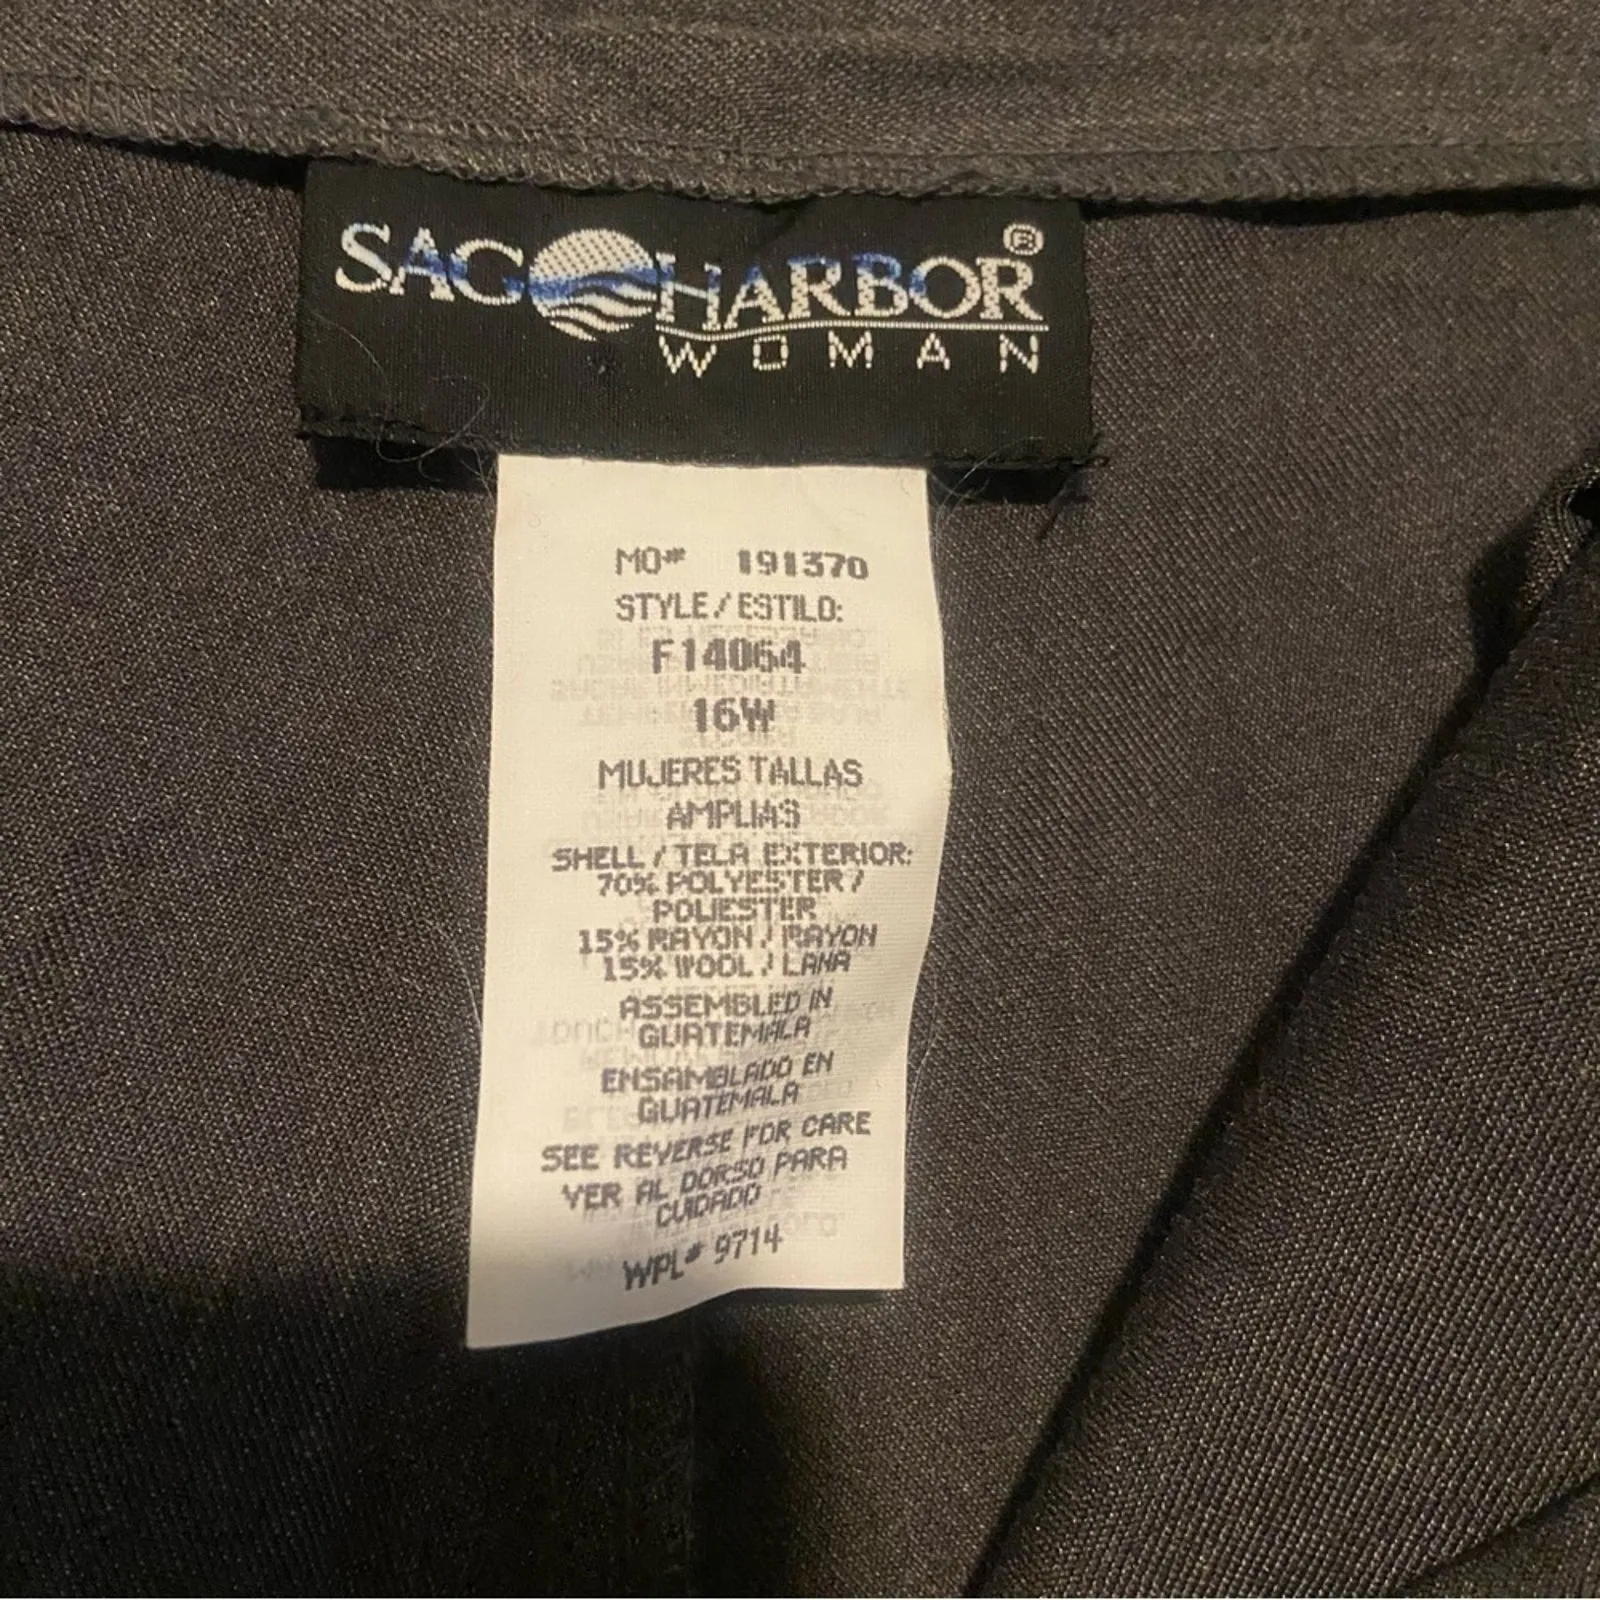 SAG HARBOR®
WOMAN
MO# 191370
STYLE/ESTILO:
F14064
16W
MUJERES TALLAS
AMPLIAS
SHELL / TELA EXTERIOR:
70% POLYESTER /
POLIESTER
15% RAYON / RAYON
15% WOOL / LANA
ASSEMBLED IN
GUATEMALA
ENSAMBLADO EN
GUATEMALA
SEE REVERSE FOR CARE
VER AL DORSO PARA
CUIDADO
WPL# 9714